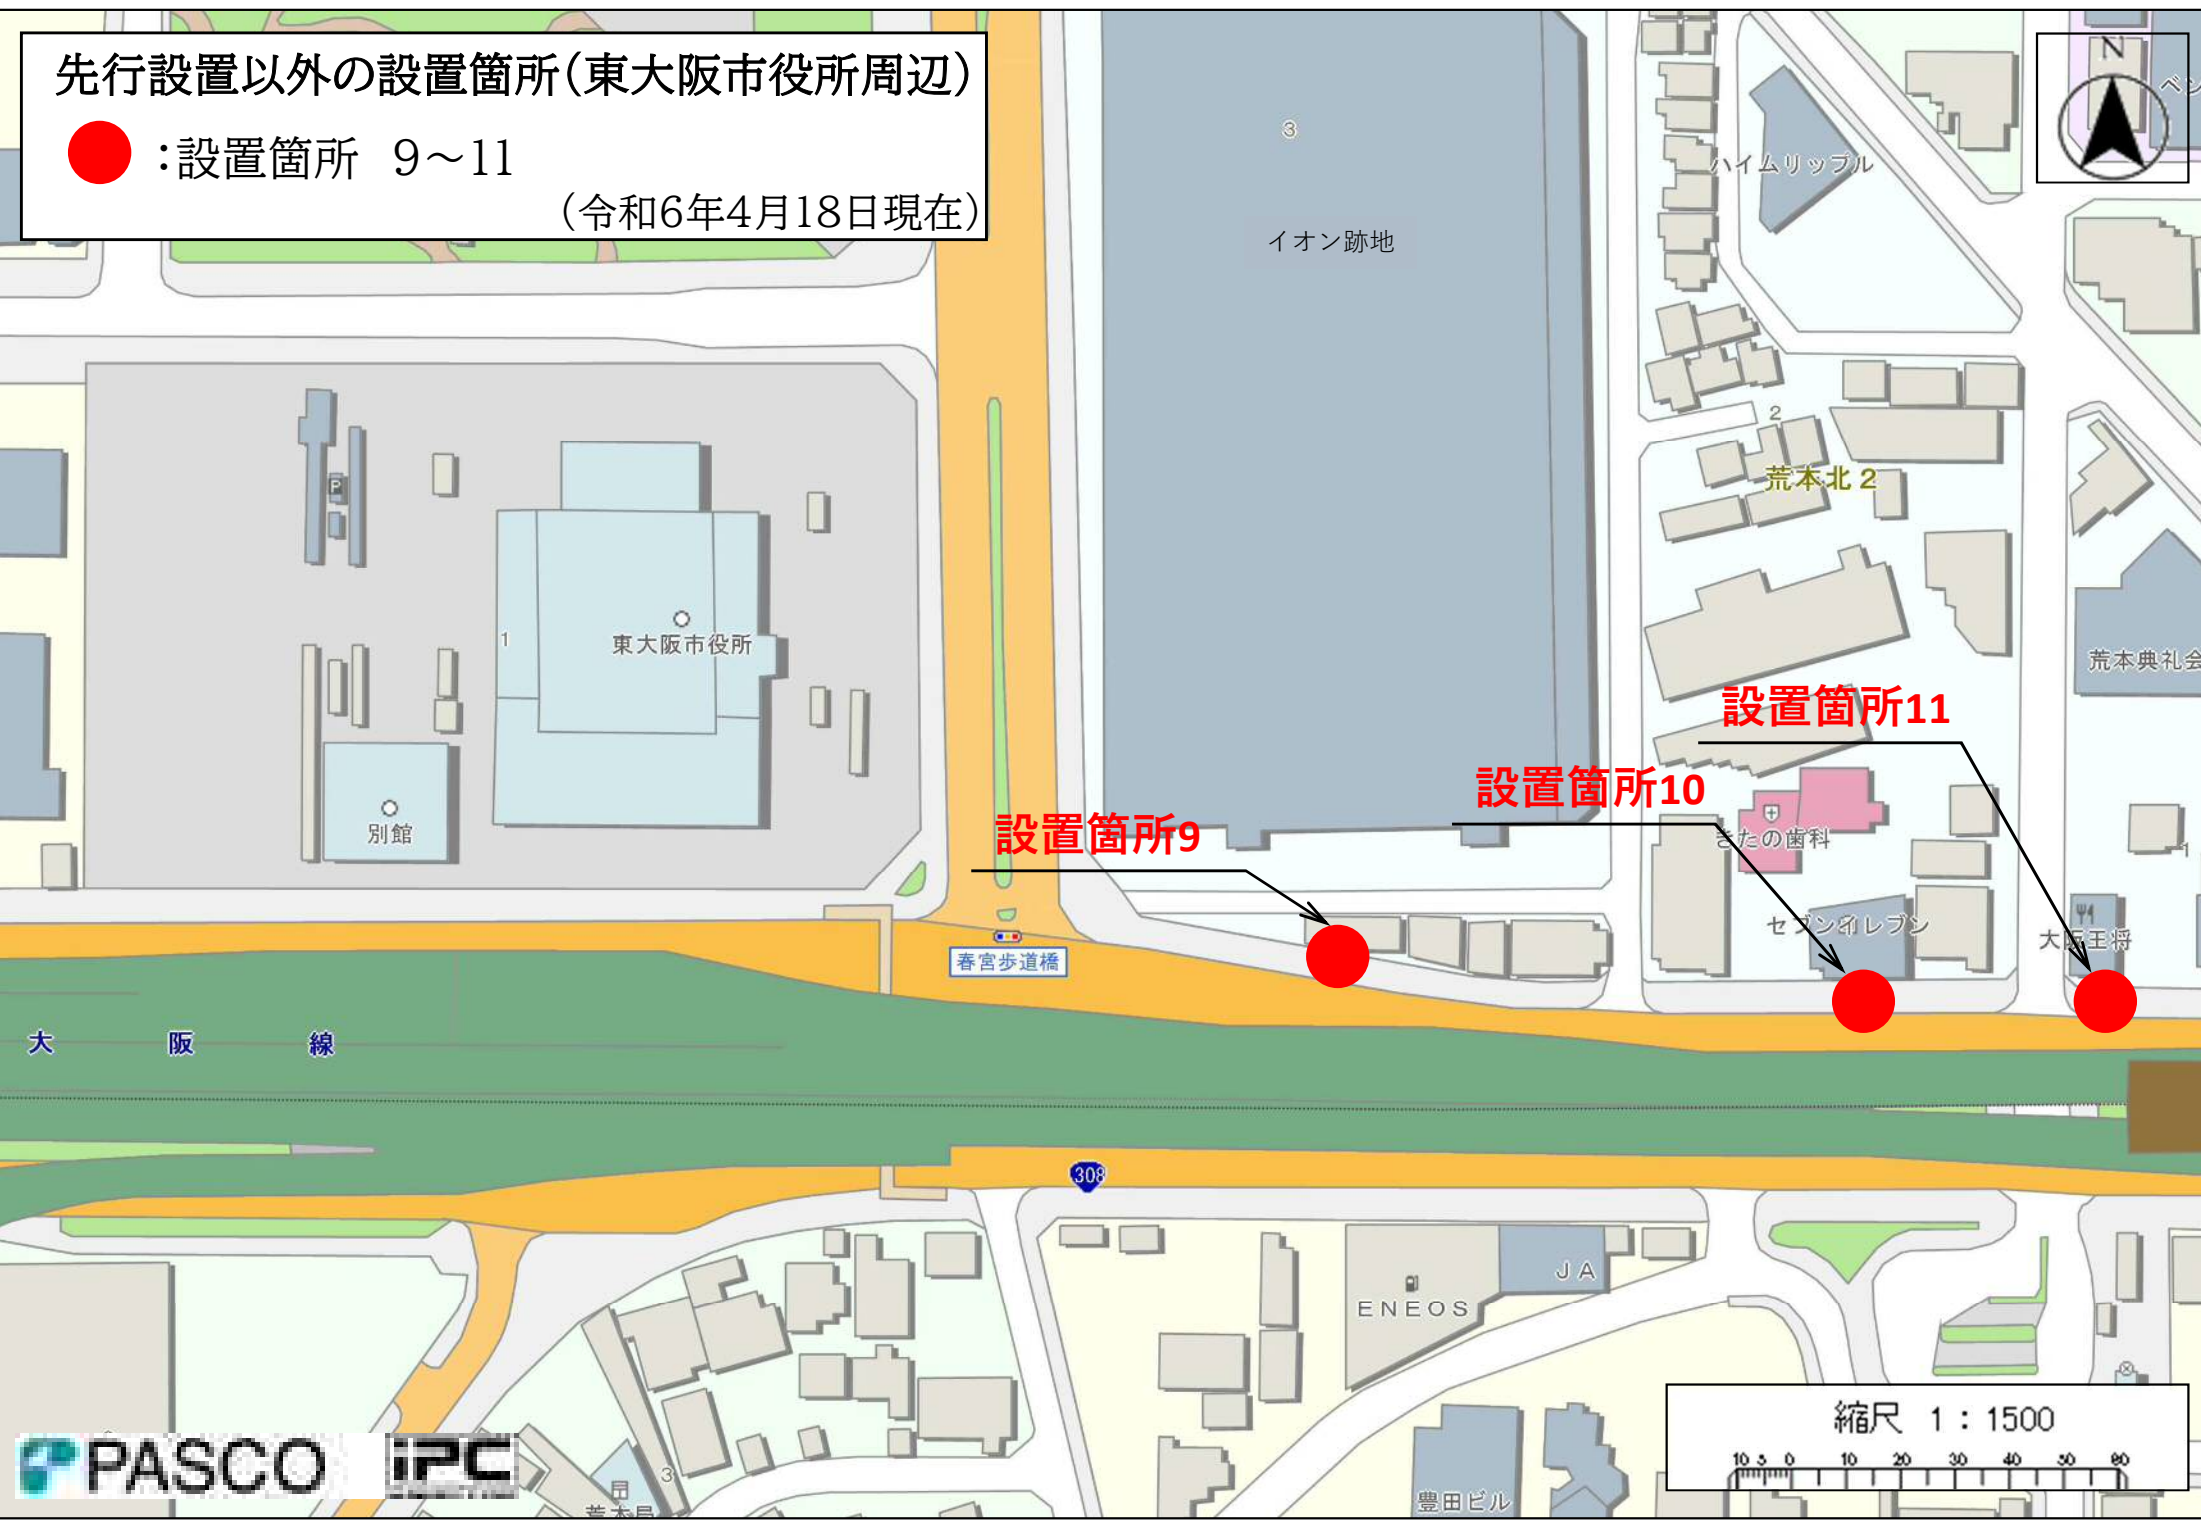 先行設置以外の設置箇所(東大阪市役所周辺)
●:設置箇所 9～11
(令和6年4月18日現在)
N
3
イオン跡地
ハイムリップル
2
荒本北2
P
1
東大阪市役所
別館
荒本典礼会
設置箇所11
設置箇所10
設置箇所9
きたの歯科
1
セブンイレブン
大阪王将
春宮歩道橋
大阪線
308
JA
ENEOS
3
荒本局
豊田ビル
縮尺 1:1500
10 5 0 10 20 30 40 50 60
PASCO iPC